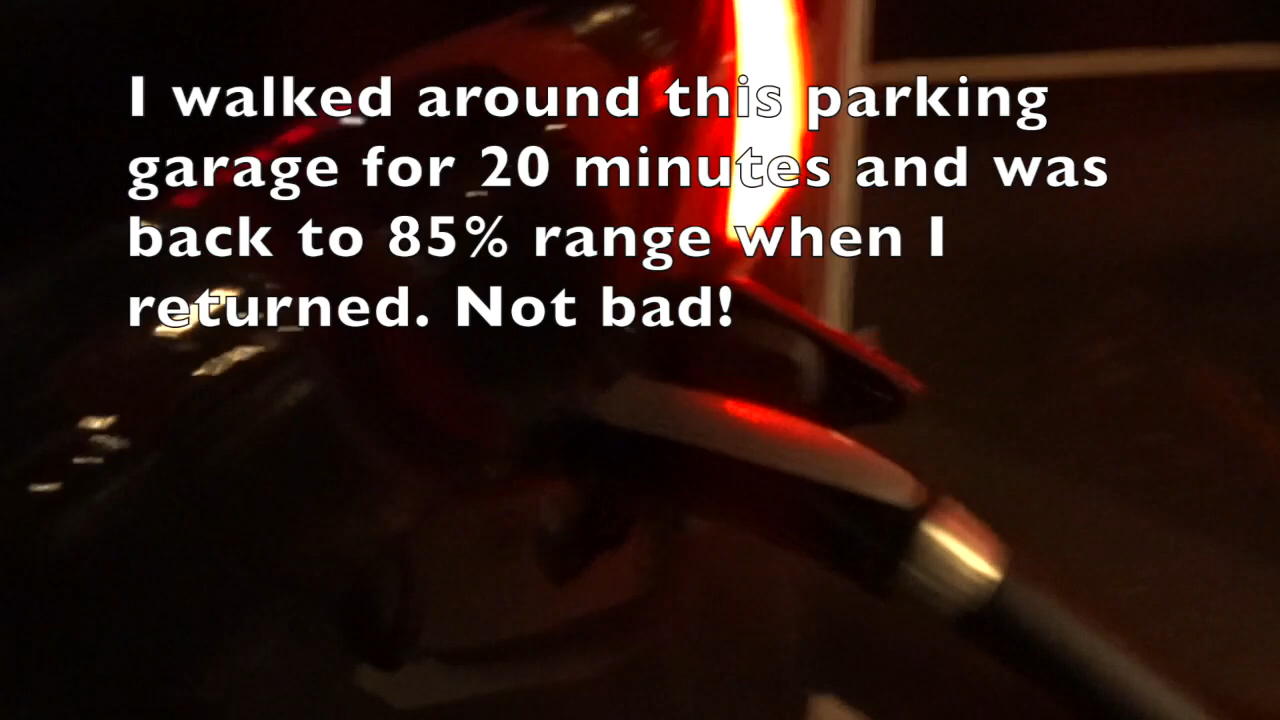 I walked around this parking
garage for 20 minutes and was
back to 85% range when I
returned. Not bad!